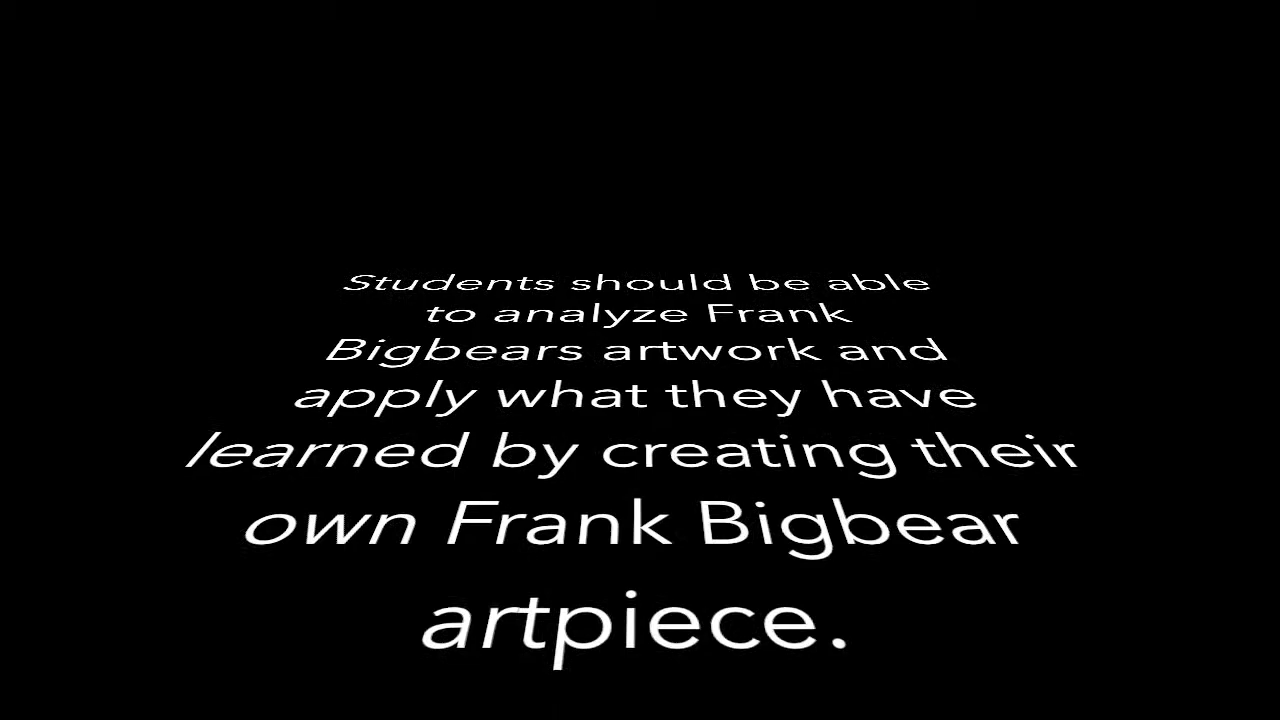 Students should be able
to analyze Frank
Bigbears artwork and
apply what they have
learned by creating their
own Frank Bigbear
artpiece.